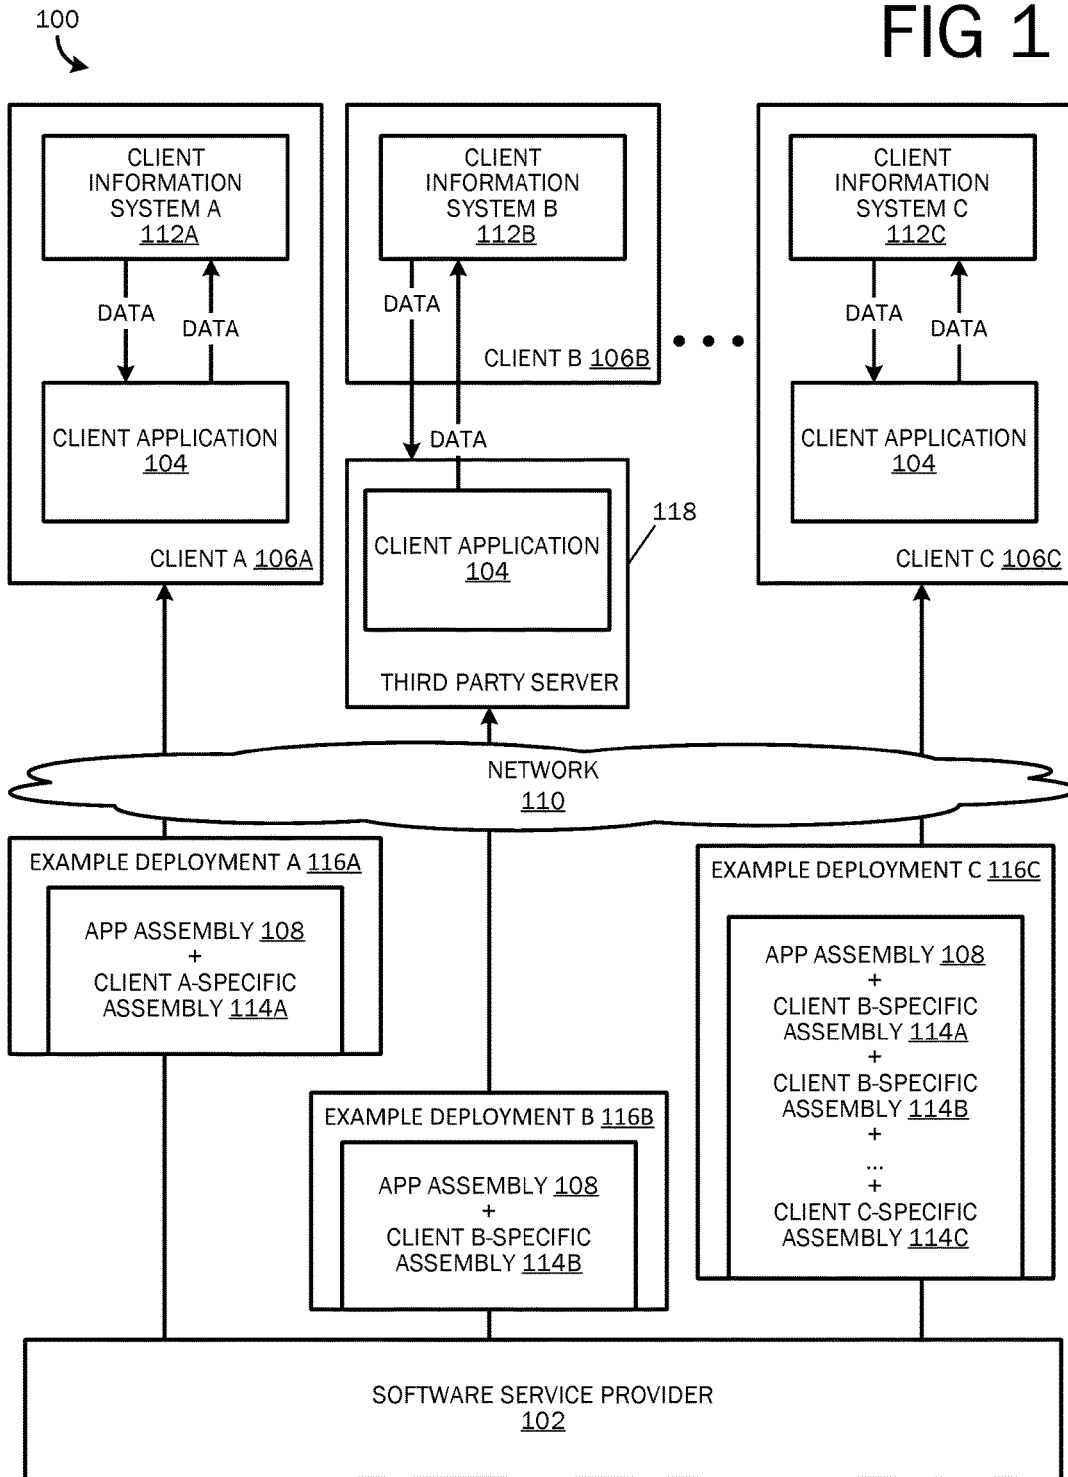 100
FIG 1
CLIENT
INFORMATION
SYSTEM A
112A
DATA
DATA
CLIENT APPLICATION
104
CLIENT A 106A
CLIENT
INFORMATION
SYSTEM B
112B
DATA
CLIENT B 106B
DATA
CLIENT APPLICATION
104
THIRD PARTY SERVER
118
CLIENT
INFORMATION
SYSTEM C
112C
DATA
DATA
CLIENT APPLICATION
104
CLIENT C 106C
NETWORK
110
EXAMPLE DEPLOYMENT A 116A
APP ASSEMBLY 108
+
CLIENT A-SPECIFIC
ASSEMBLY 114A
EXAMPLE DEPLOYMENT B 116B
APP ASSEMBLY 108
+
CLIENT B-SPECIFIC
ASSEMBLY 114B
EXAMPLE DEPLOYMENT C 116C
APP ASSEMBLY 108
+
CLIENT B-SPECIFIC
ASSEMBLY 114A
+
CLIENT B-SPECIFIC
ASSEMBLY 114B
+
...
+
CLIENT C-SPECIFIC
ASSEMBLY 114C
SOFTWARE SERVICE PROVIDER
102